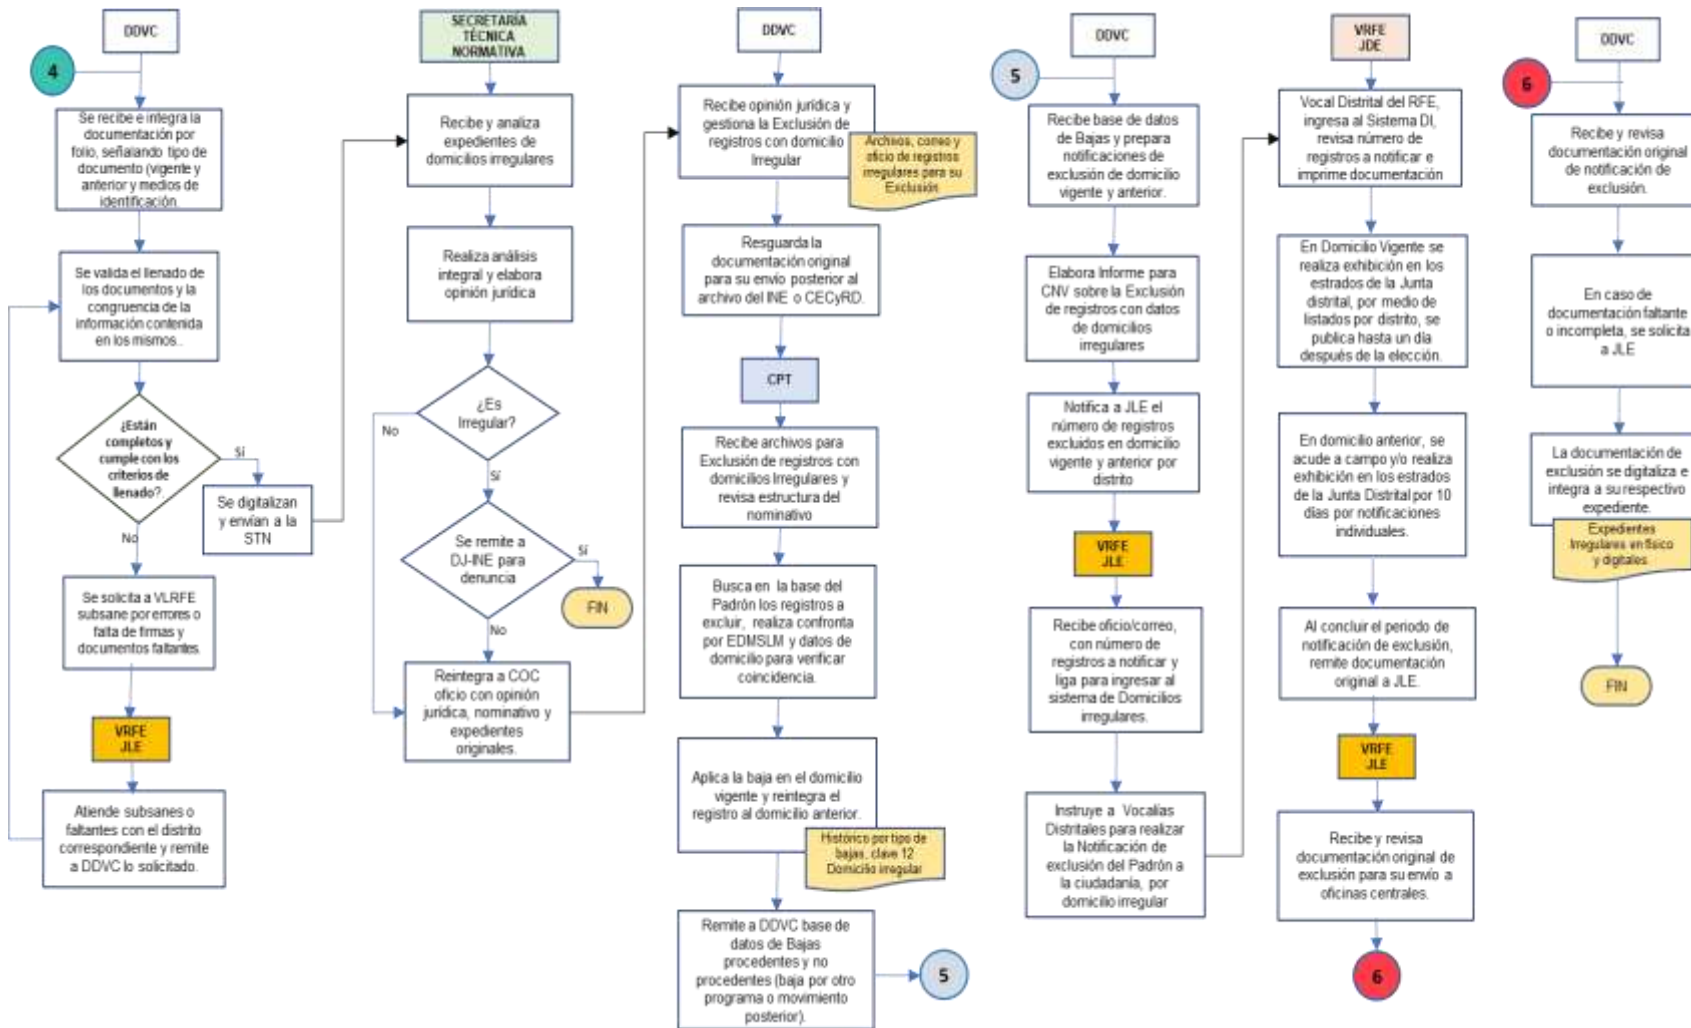 DDVC
4
Se recibe e integra la
documentación por
folio, señalando tipo de
documento (vigente y
anterior y medios de
identificación.
Se valida el llenado de
los documentos y la
congruencia de la
información contenida
en los mismos..
¿Están
completos y
cumple con los
criterios de
llenado?.
Sí
Se digitalizan
y envían a la
STN
No
Se solicita a VLRFE
subsane por errores o
falta de firmas y
documentos faltantes.
VRFE
JLE
Atiende subsanes o
faltantes con el distrito
correspondiente y remite
a DDVC lo solicitado.
SECRETARÍA
TÉCNICA
NORMATIVA
Recibe y analiza
expedientes de
domicilios irregulares
Realiza análisis
integral y elabora
opinión jurídica
¿Es
Irregular?
No
Sí
Se remite a
DJ-INE para
denuncia
Sí
FIN
No
Reintegra a COC
oficio con opinión
jurídica, nominativo y
expedientes
originales.
DDVC
Recibe opinión jurídica y
gestiona la Exclusión de
registros con domicilio
Irregular
Archivos, correo y
oficio de registros
irregulares para su
Exclusión
Resguarda la
documentación original
para su envío posterior al
archivo del INE o CECyRD.
CPT
Recibe archivos para
Exclusión de registros con
domicilios Irregulares y
revisa estructura del
nominativo
Busca en la base del
Padrón los registros a
excluir, realiza confronta
por EDMSLM y datos de
domicilio para verificar
coincidencia.
Aplica la baja en el domicilio
vigente y reintegra el
registro al domicilio anterior.
Histórico por tipo de
bajas, clave 12
Domicilio irregular
Remite a DDVC base de
datos de Bajas
procedentes y no
procedentes (baja por otro
programa o movimiento
posterior).
5
DDVC
5
Recibe base de datos
de Bajas y prepara
notificaciones de
exclusión de domicilio
vigente y anterior.
Elabora Informe para
CNV sobre la Exclusión
de registros con datos
de domicilios
irregulares
Notifica a JLE el
número de registros
excluidos en domicilio
vigente y anterior por
distrito
VRFE
JLE
Recibe oficio/correo,
con número de
registros a notificar y
liga para ingresar al
sistema de Domicilios
irregulares.
Instruye a Vocalías
Distritales para realizar
la Notificación de
exclusión del Padrón a
la ciudadanía, por
domicilio irregular
VRFE
JDE
Vocal Distrital del RFE,
ingresa al Sistema DI,
revisa número de
registros a notificar e
imprime documentación
En Domicilio Vigente se
realiza exhibición en los
estrados de la Junta
distrital, por medio de
listados por distrito, se
publica hasta un día
después de la elección.
En domicilio anterior, se
acude a campo y/o realiza
exhibición en los estrados
de la Junta Distrital por 10
días por notificaciones
individuales.
Al concluir el periodo de
notificación de exclusión,
remite documentación
original a JLE.
VRFE
JLE
Recibe y revisa
documentación original de
exclusión para su envío a
oficinas centrales.
6
DDVC
6
Recibe y revisa
documentación original
de notificación de
exclusión.
En caso de
documentación faltante
o incompleta, se solicita
a JLE
La documentación de
exclusión se digitaliza e
integra a su respectivo
expediente.
Expedientes
Irregulares en físico
y digitales
FIN